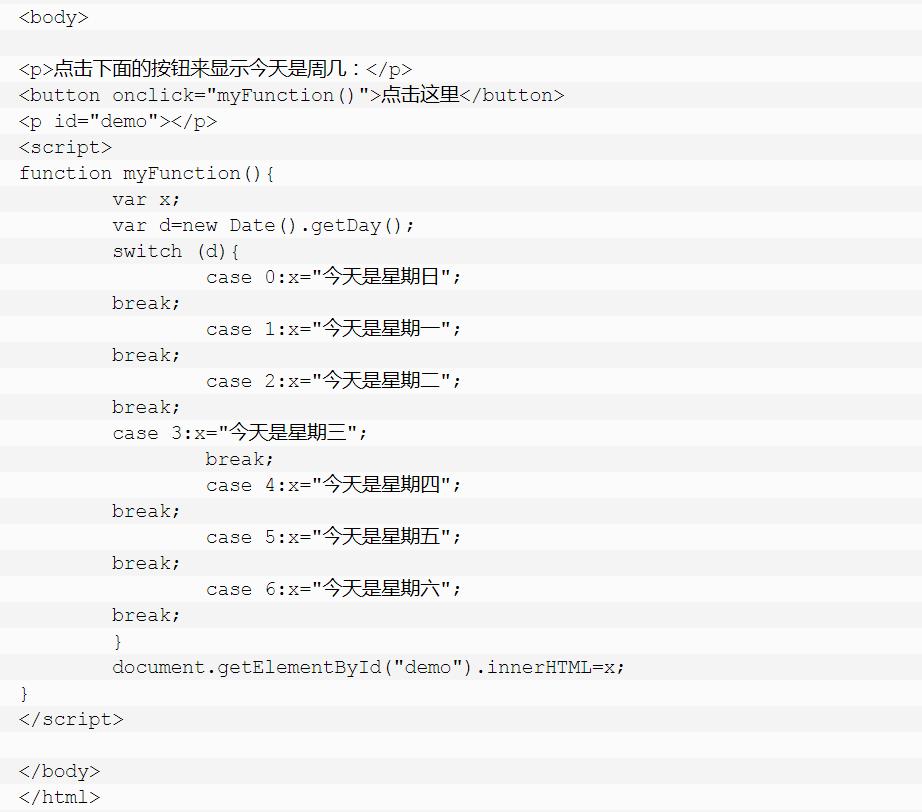 <body>
<p>点击下面的按钮来显示今天是周几：</p>
<button onclick="myFunction()">点击这里</button>
<p id="demo"></p>
<script>
function myFunction(){
var x;
var d=new Date().getDay();
switch (d){
case 0:x="今天是星期日";
break;
case 1:x="今天是星期一";
break;
case 2:x="今天是星期二";
break;
case 3:x="今天是星期三";
break;
case 4:x="今天是星期四";
break;
case 5:x="今天是星期五";
break;
case 6:x="今天是星期六";
break;
}
document.getElementById("demo").innerHTML=x;
}
</script>
</body>
</html>